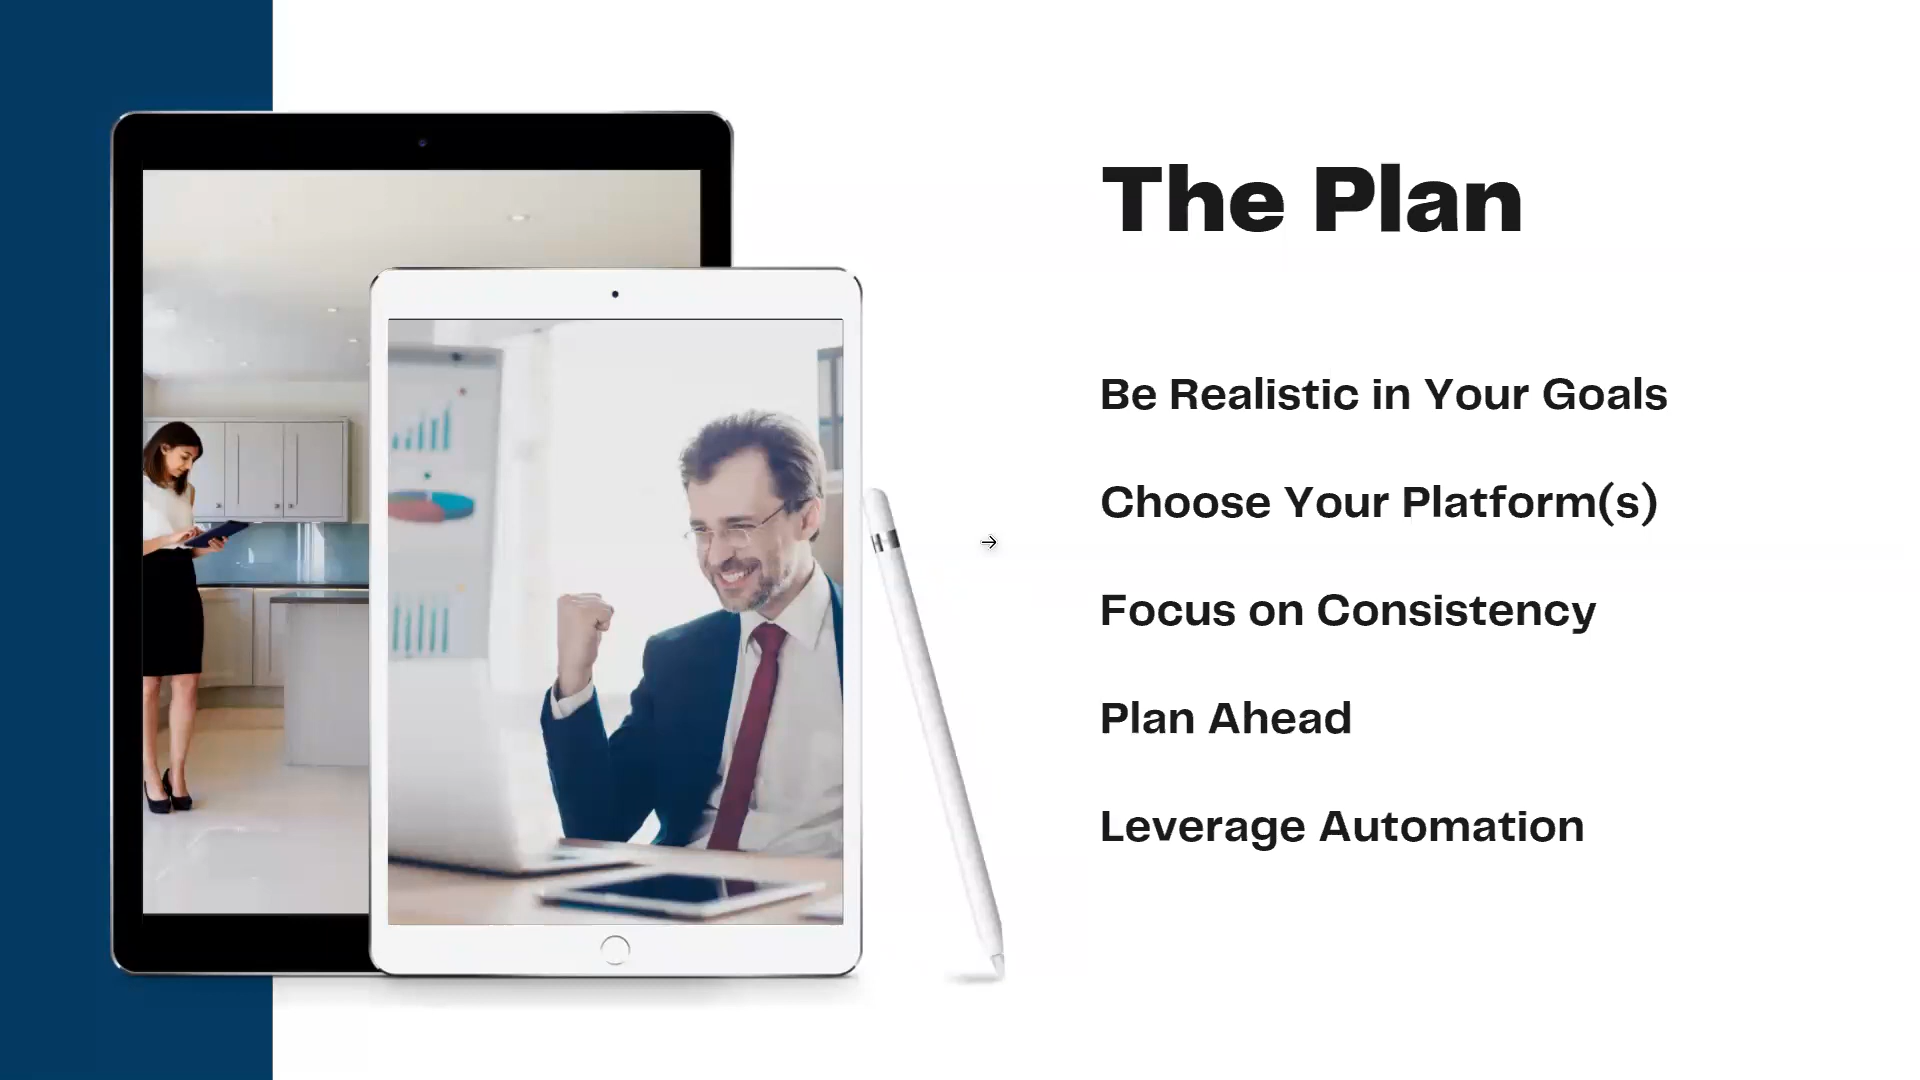 The Plan
Be Realistic in Your Goals
Choose Your Platform(s)
Focus on Consistency
Plan Ahead
Leverage Automation